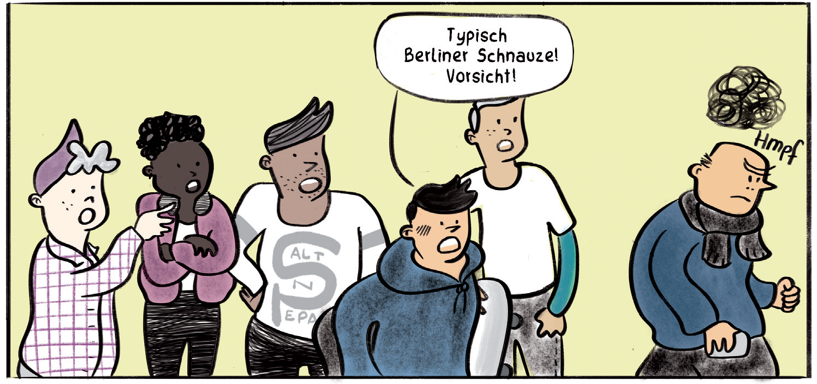 Typisch
Berliner Schnauze!
Vorsicht!
Hmpf
S
ALT
N
EPA